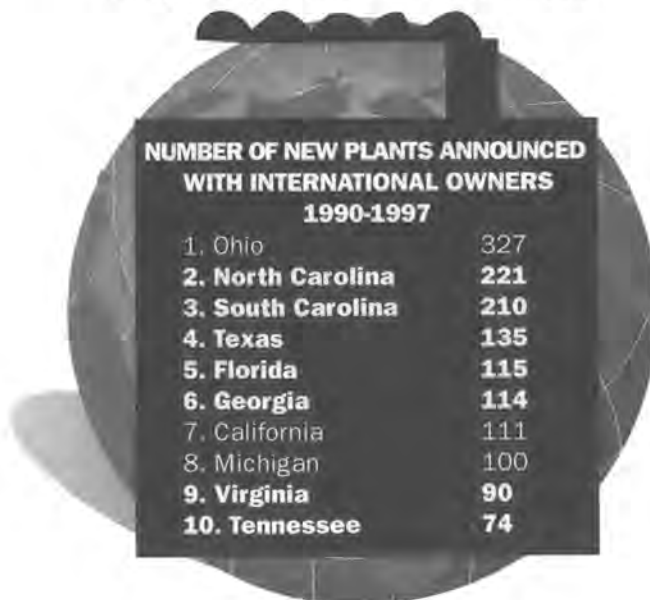 NUMBER OF NEW PLANTS ANNOUNCED
WITH INTERNATIONAL OWNERS
1990-1997
1. Ohio 327
2. North Carolina 221
3. South Carolina 210
4. Texas 135
5. Florida 115
6. Georgia 114
7. California 111
8. Michigan 100
9. Virginia 90
10. Tennessee 74